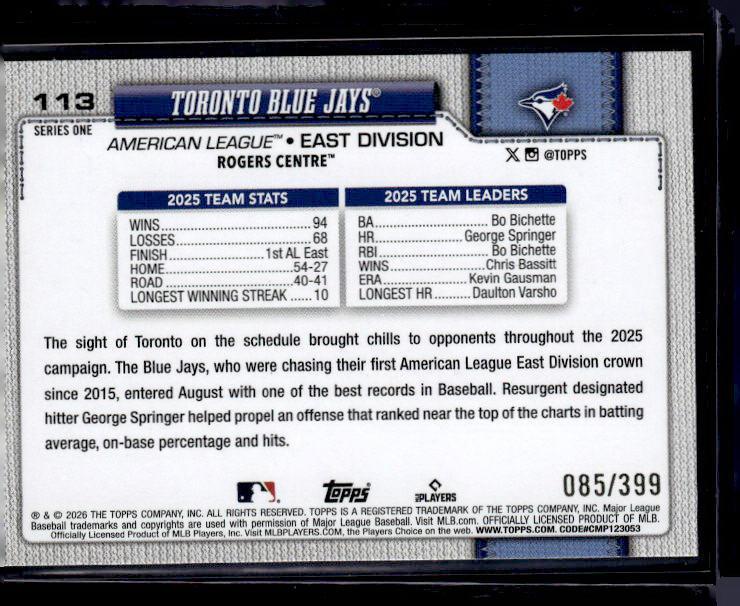 113
TORONTO BLUE JAYS®
SERIES ONE
AMERICAN LEAGUE™ • EAST DIVISION
ROGERS CENTRE™
@TOPPS
2025 TEAM STATS
WINS.......................................94
LOSSES...................................68
FINISH.......................1st AL East
HOME................................54-27
ROAD.................................40-41
LONGEST WINNING STREAK .....10
2025 TEAM LEADERS
BA............................Bo Bichette
HR......................George Springer
RBI...........................Bo Bichette
WINS........................Chris Bassitt
ERA....................Kevin Gausman
LONGEST HR.........Daulton Varsho
The sight of Toronto on the schedule brought chills to opponents throughout the 2025
campaign. The Blue Jays, who were chasing their first American League East Division crown
since 2015, entered August with one of the best records in Baseball. Resurgent designated
hitter George Springer helped propel an offense that ranked near the top of the charts in batting
average, on-base percentage and hits.
Topps
PLAYERS
085/399
® & © 2026 THE TOPPS COMPANY, INC. ALL RIGHTS RESERVED. TOPPS IS A REGISTERED TRADEMARK OF THE TOPPS COMPANY, INC. Major League
Baseball trademarks and copyrights are used with permission of Major League Baseball. Visit MLB.com. OFFICIALLY LICENSED PRODUCT OF MLB.
Officially Licensed Product of MLB Players, Inc. Visit MLBPLAYERS.COM, the Players Choice on the web. WWW.TOPPS.COM. CODE#CMP123053